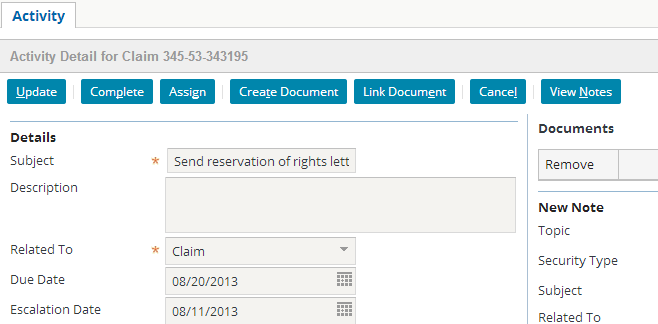 Activity
Activity Detail for Claim 345-53-343195
Update Complete Assign Create Document Link Document Cancel View Notes
Details
Subject * Send reservation of rights lett
Description
Related To * Claim
Due Date 08/20/2013
Escalation Date 08/11/2013
Documents
Remove
New Note
Topic
Security Type
Subject
Related To